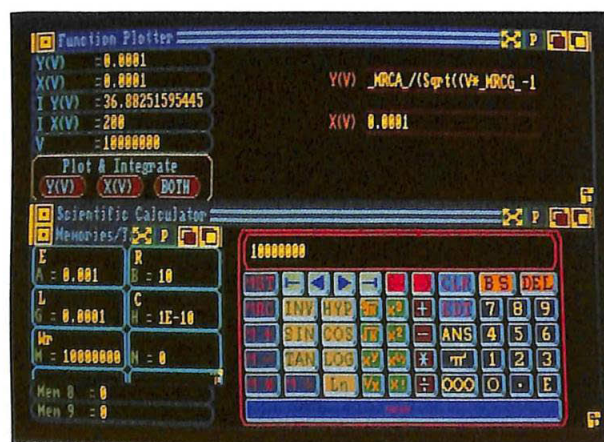 Function Plotter
P
Y(V) =0.0001
X(V) =0.0001
I Y(V) =36.88251595445
I X(V) =200
V =10000000
Y(V) _MRCA_/(Sqrt((V*_MRCG_-1
X(V) 0.0001
Plot & Integrate
Y(V) X(V) BOTH
Scientific Calculator
P
Memories/
P
E R
A = 0.001 B = 10
L C
G = 0.0001 H = 1E-10
Wr
M = 10000000 N = 0
Mem 8 = 0
Mem 9 = 0
10000000
CLR BS DEL
INV HYP + 7 8 9
SIN COS - ANS 4 5 6
TAN LOG * π 1 2 3
Ln ÷ 000 0 . E